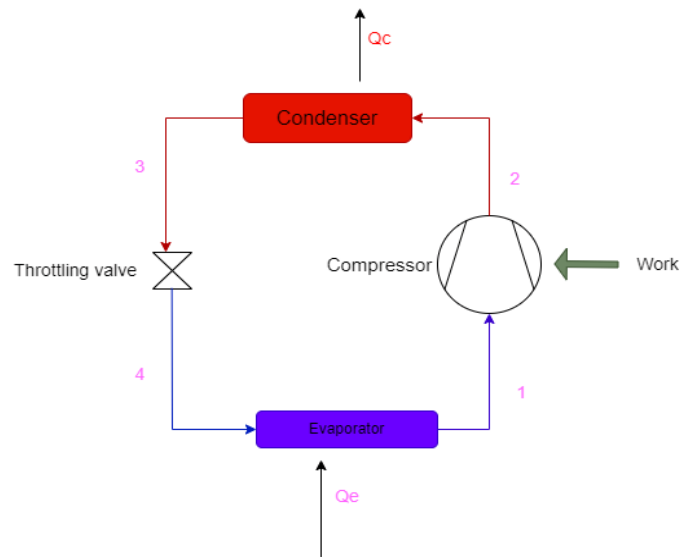 Qc
Condenser
3
2
Throttling valve
Compressor
Work
4
1
Evaporator
Qe